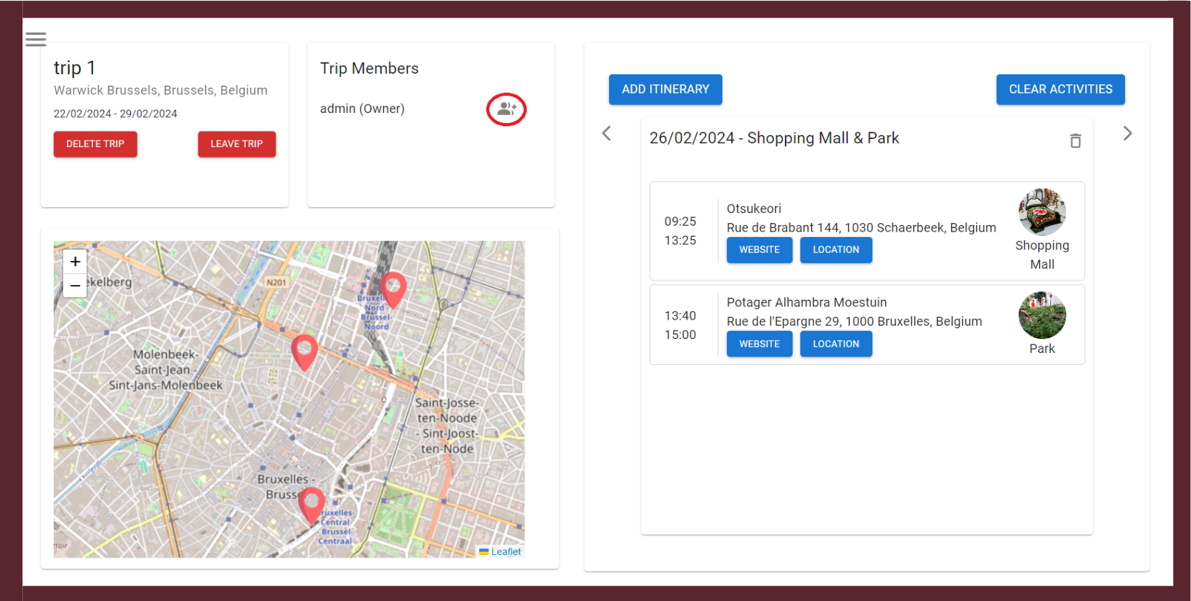 trip 1
Warwick Brussels, Brussels, Belgium
22/02/2024 - 29/02/2024
DELETE TRIP
LEAVE TRIP
Trip Members
admin (Owner)
ADD ITINERARY
CLEAR ACTIVITIES
26/02/2024 - Shopping Mall & Park
09:25
13:25
Otsukeori
Rue de Brabant 144, 1030 Schaerbeek, Belgium
WEBSITE
LOCATION
Shopping
Mall
13:40
15:00
Potager Alhambra Moestuin
Rue de l'Epargne 29, 1000 Bruxelles, Belgium
WEBSITE
LOCATION
Park
+
−
ekelberg
N201
Bruxel
Nord -
Brussel-
Noord
Molenbeek-
Saint-Jean -
Sint-Jans-Molenbeek
Saint-Josse-
ten-Noode
- Sint-Joost-
ten-Node
Bruxelles -
Brusse
ruxelles-
Central
Brussel
Centraal
Leaflet